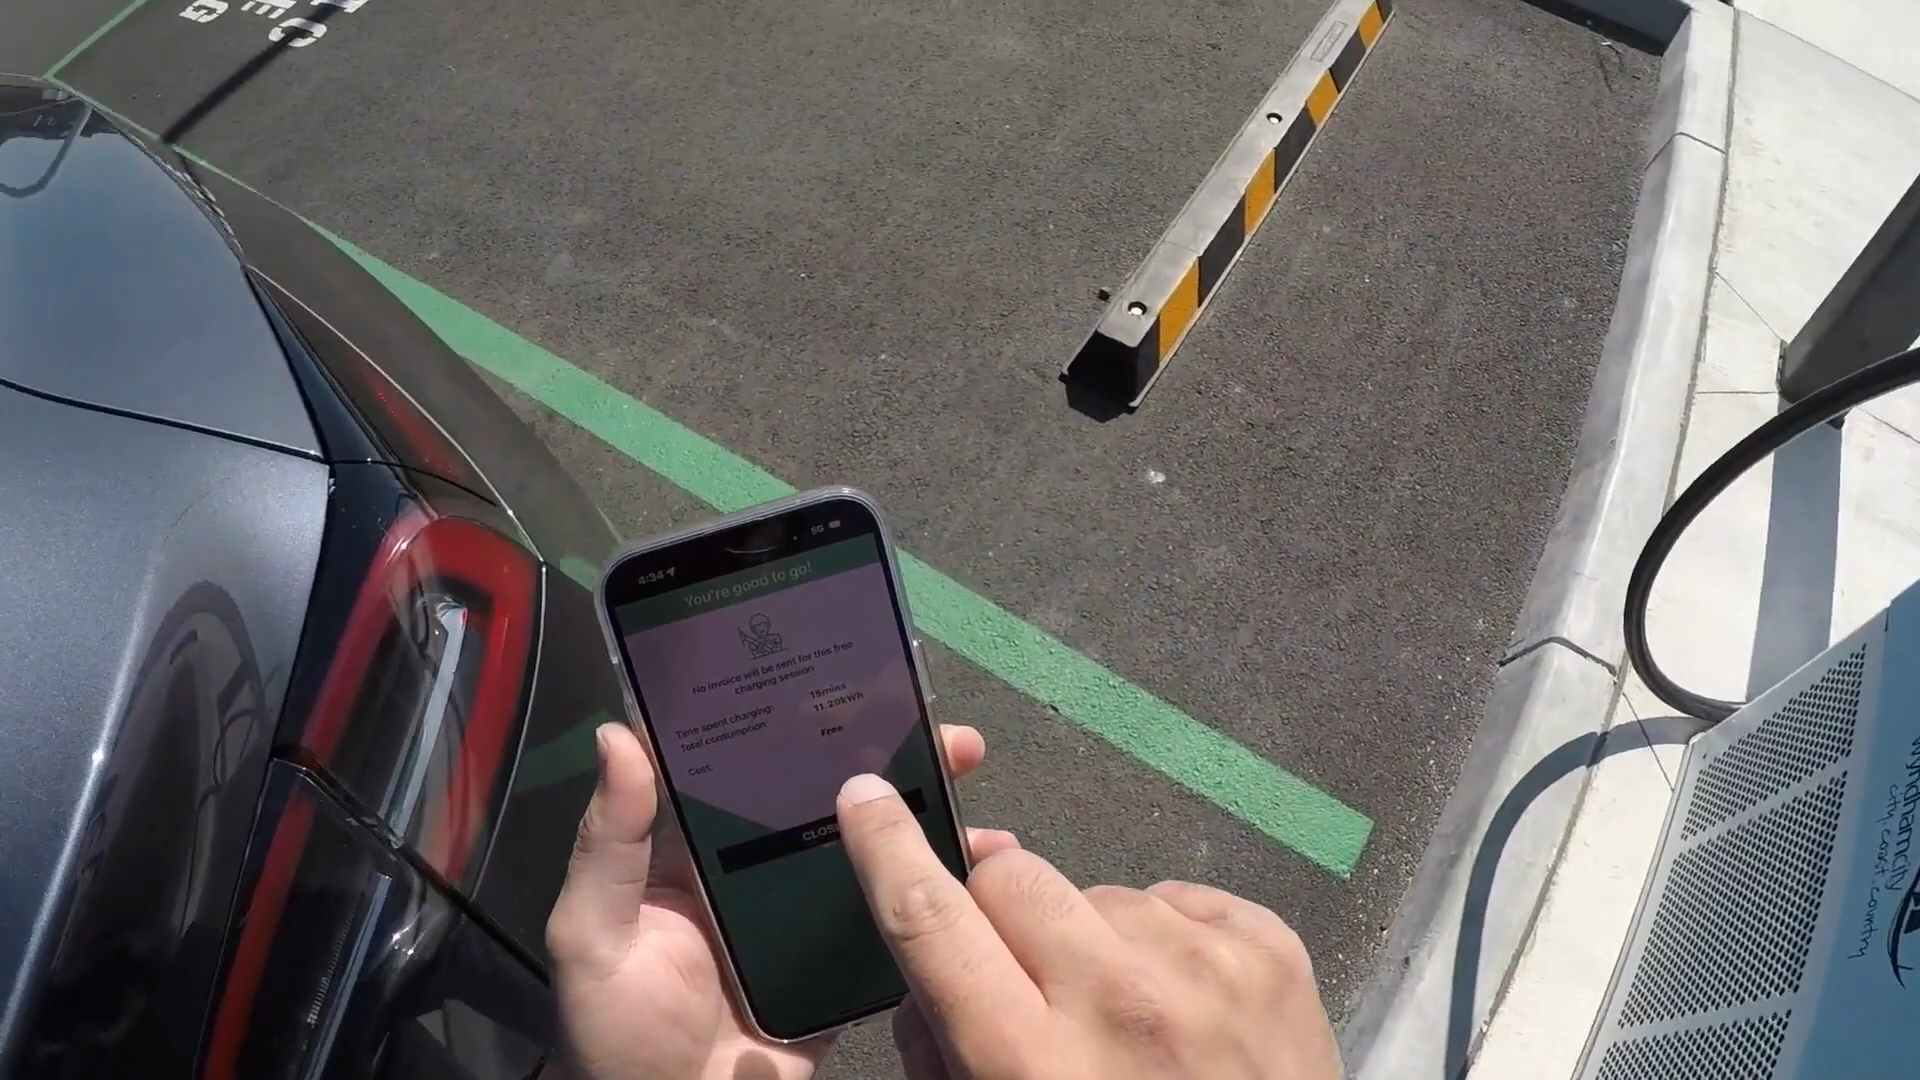 4:34
5G
You're good to go!
No invoice will be sent for this free
charging session
Time spent charging: 15mins
Total consumption: 11.20kWh
Cost: Free
wyndhamcity
city. coast. country